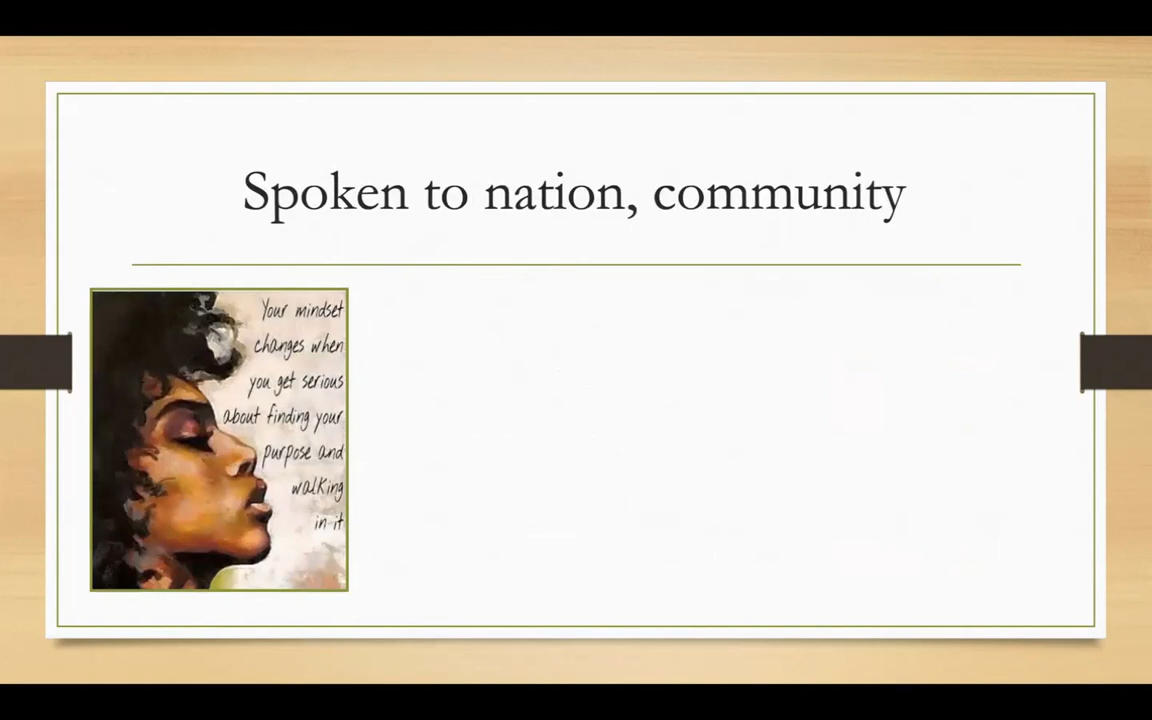 Spoken to nation, community
Your mindset
changes when
you get serious
about finding your
purpose and
walking
in it